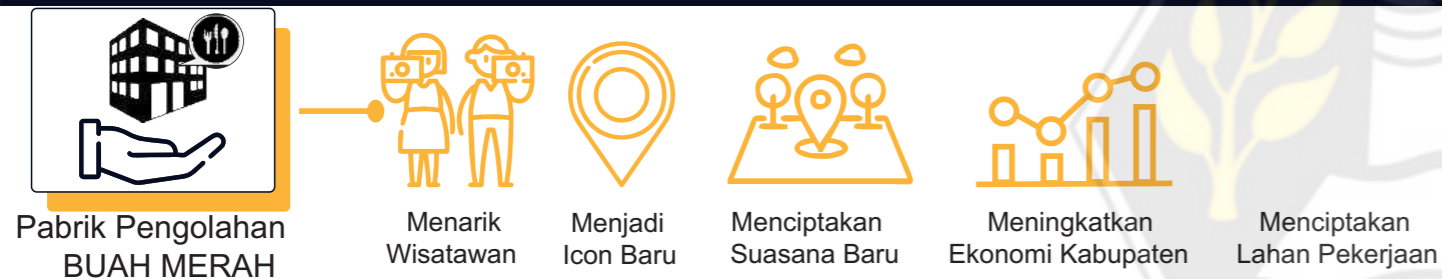 Pabrik Pengolahan
BUAH MERAH
Menarik
Wisatawan
Menjadi
Icon Baru
Menciptakan
Suasana Baru
Meningkatkan
Ekonomi Kabupaten
Menciptakan
Lahan Pekerjaan